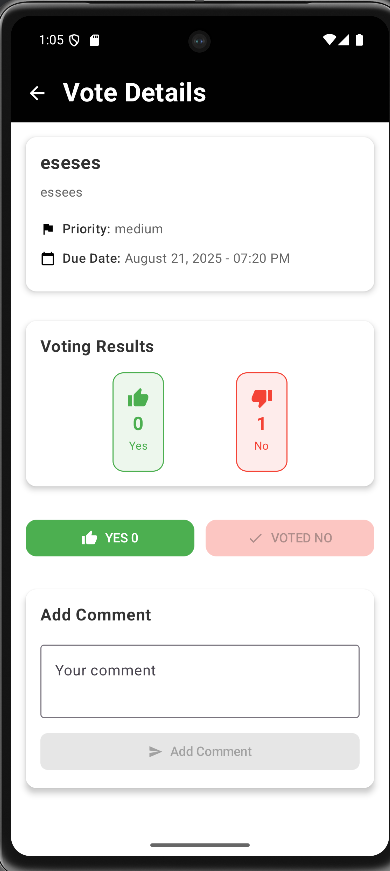 1:05
Vote Details
eseses
essees
Priority: medium
Due Date: August 21, 2025 - 07:20 PM
Voting Results
0
Yes
1
No
YES 0
VOTED NO
Add Comment
Your comment
Add Comment